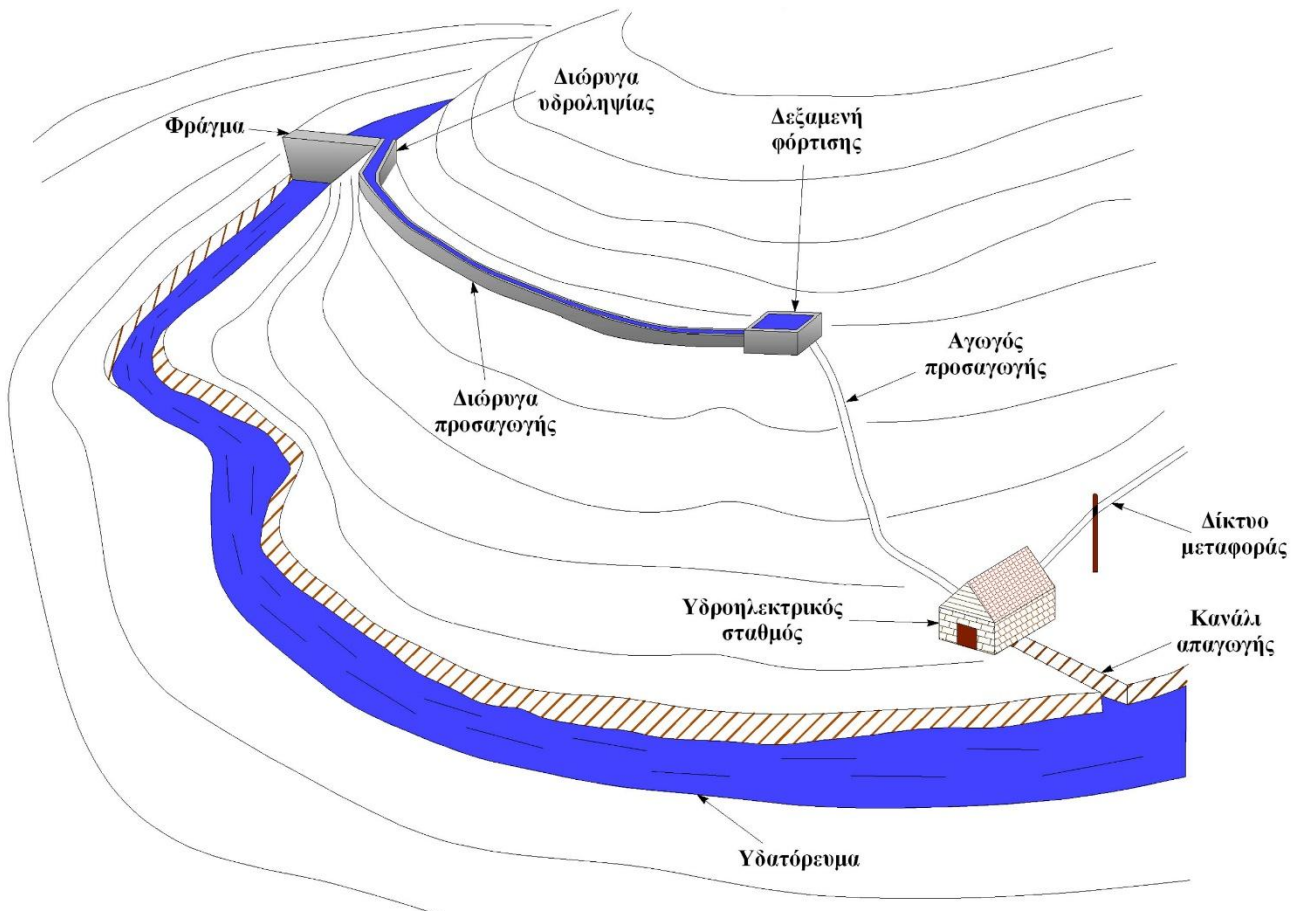 Διώρυγα
υδροληψίας
Φράγμα
Δεξαμενή
φόρτισης
Αγωγός
προσαγωγής
Διώρυγα
προσαγωγής
Δίκτυο
μεταφοράς
Υδροηλεκτρικός
σταθμός
Κανάλι
απαγωγής
Υδατόρευμα